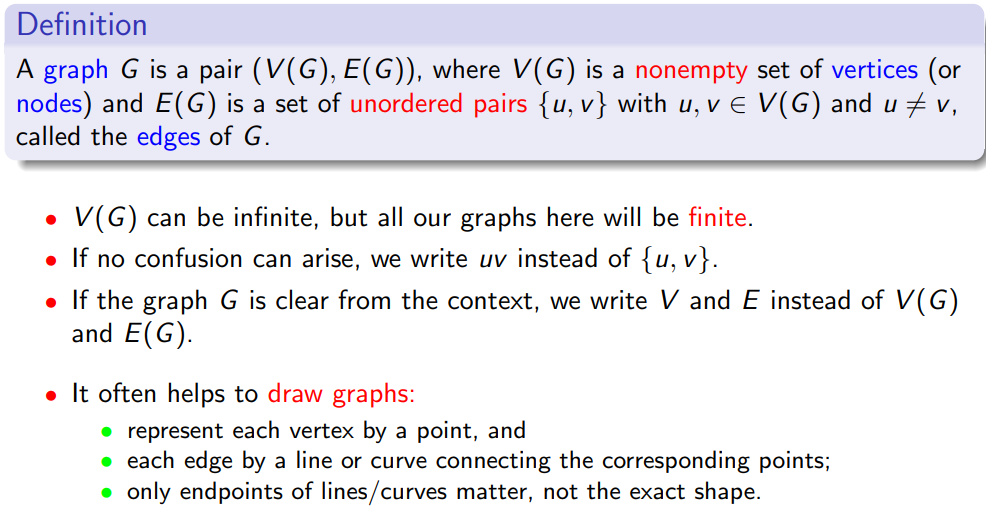 Definition
A graph G is a pair (V(G), E(G)), where V(G) is a nonempty set of vertices (or
nodes) and E(G) is a set of unordered pairs {u, v} with u, v ∈ V(G) and u ≠ v,
called the edges of G.
• V(G) can be infinite, but all our graphs here will be finite.
• If no confusion can arise, we write uv instead of {u, v}.
• If the graph G is clear from the context, we write V and E instead of V(G)
and E(G).
• It often helps to draw graphs:
• represent each vertex by a point, and
• each edge by a line or curve connecting the corresponding points;
• only endpoints of lines/curves matter, not the exact shape.